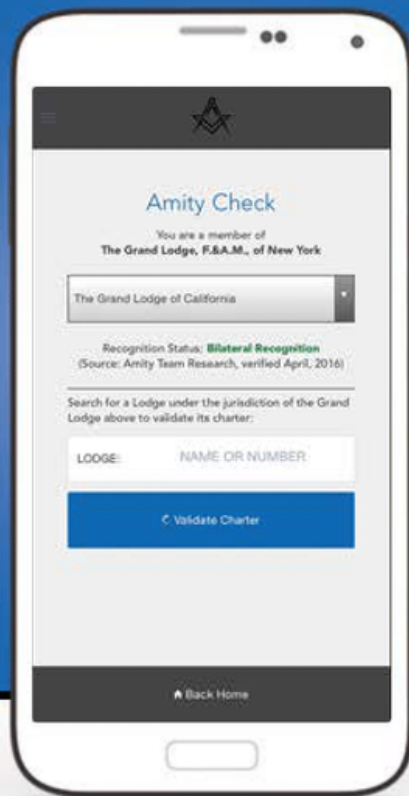 Amity Check
You are a member of
The Grand Lodge, F.&A.M., of New York
The Grand Lodge of California
Recognition Status: Bilateral Recognition
(Source: Amity Team Research, verified April, 2016)
Search for a Lodge under the jurisdiction of the Grand
Lodge above to validate its charter:
LODGE: NAME OR NUMBER
Validate Charter
Back Home